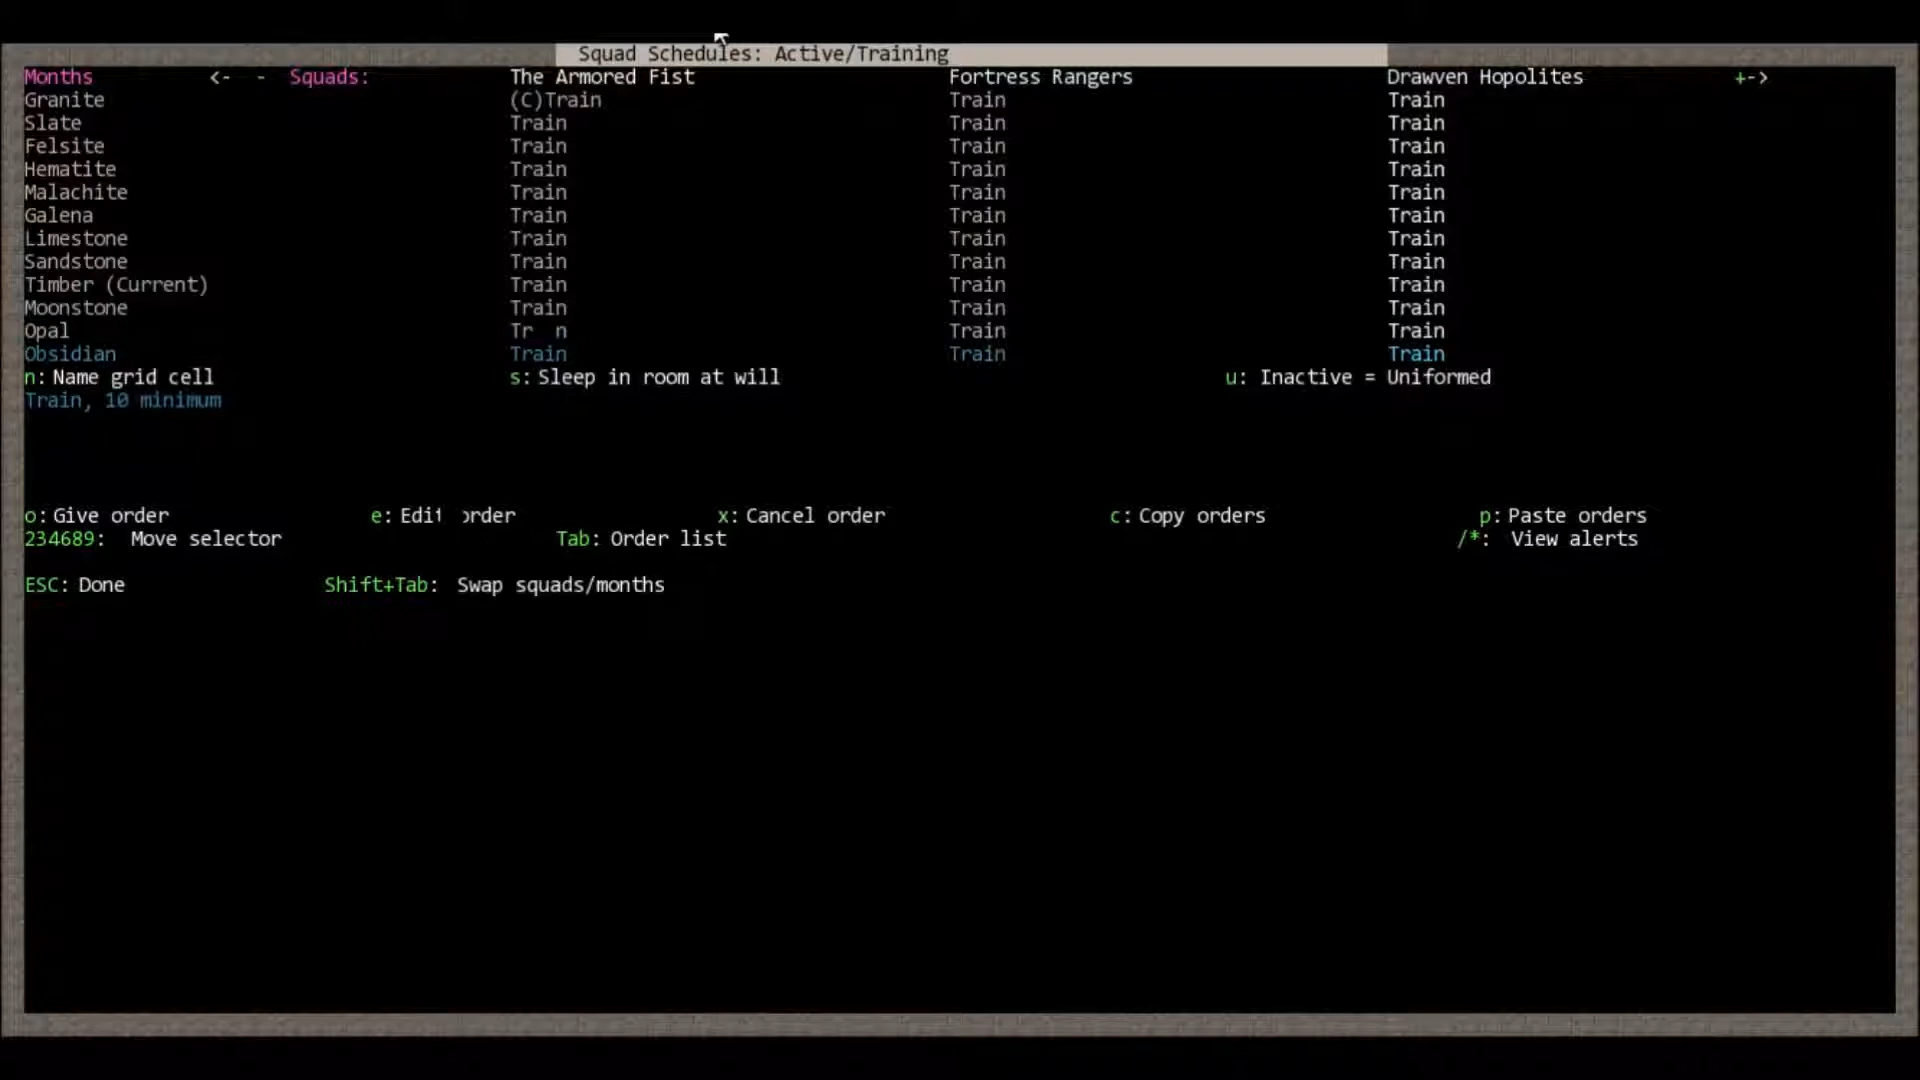 Squad Schedules: Active/Training
Months <- - Squads: The Armored Fist Fortress Rangers Drawven Hopolites +->
Granite (C)Train Train Train
Slate Train Train Train
Felsite Train Train Train
Hematite Train Train Train
Malachite Train Train Train
Galena Train Train Train
Limestone Train Train Train
Sandstone Train Train Train
Timber (Current) Train Train Train
Moonstone Train Train Train
Opal Tr n Train Train
Obsidian Train Train Train
n: Name grid cell s: Sleep in room at will u: Inactive = Uniformed
Train, 10 minimum
o: Give order e: Edit order x: Cancel order c: Copy orders p: Paste orders
234689: Move selector Tab: Order list /*: View alerts
ESC: Done Shift+Tab: Swap squads/months